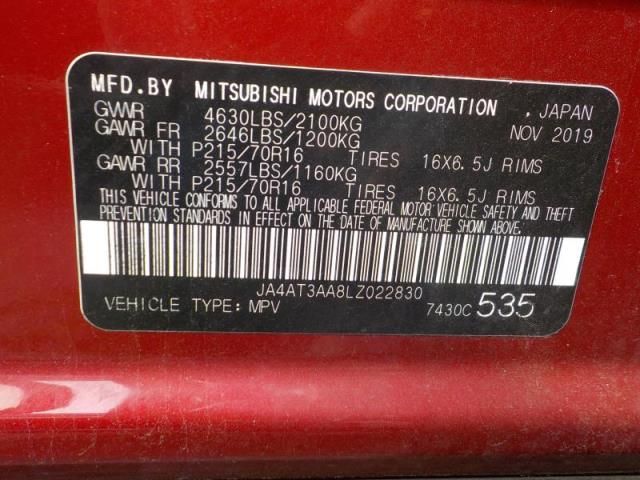 MFD.BY MITSUBISHI MOTORS CORPORATION , JAPAN
GVWR 4630LBS/2100KG NOV 2019
GAWR FR 2646LBS/1200KG
WITH P215/70R16 TIRES 16X6.5J RIMS
GAWR RR 2557LBS/1160KG
WITH P215/70R16 TIRES 16X6.5J RIMS
THIS VEHICLE CONFORMS TO ALL APPLICABLE FEDERAL MOTOR VEHICLE SAFETY AND THEFT
PREVENTION STANDARDS IN EFFECT ON THE DATE OF MANUFACTURE SHOWN ABOVE.
JA4AT3AA8LZ022830
VEHICLE TYPE: MPV 7430C 535